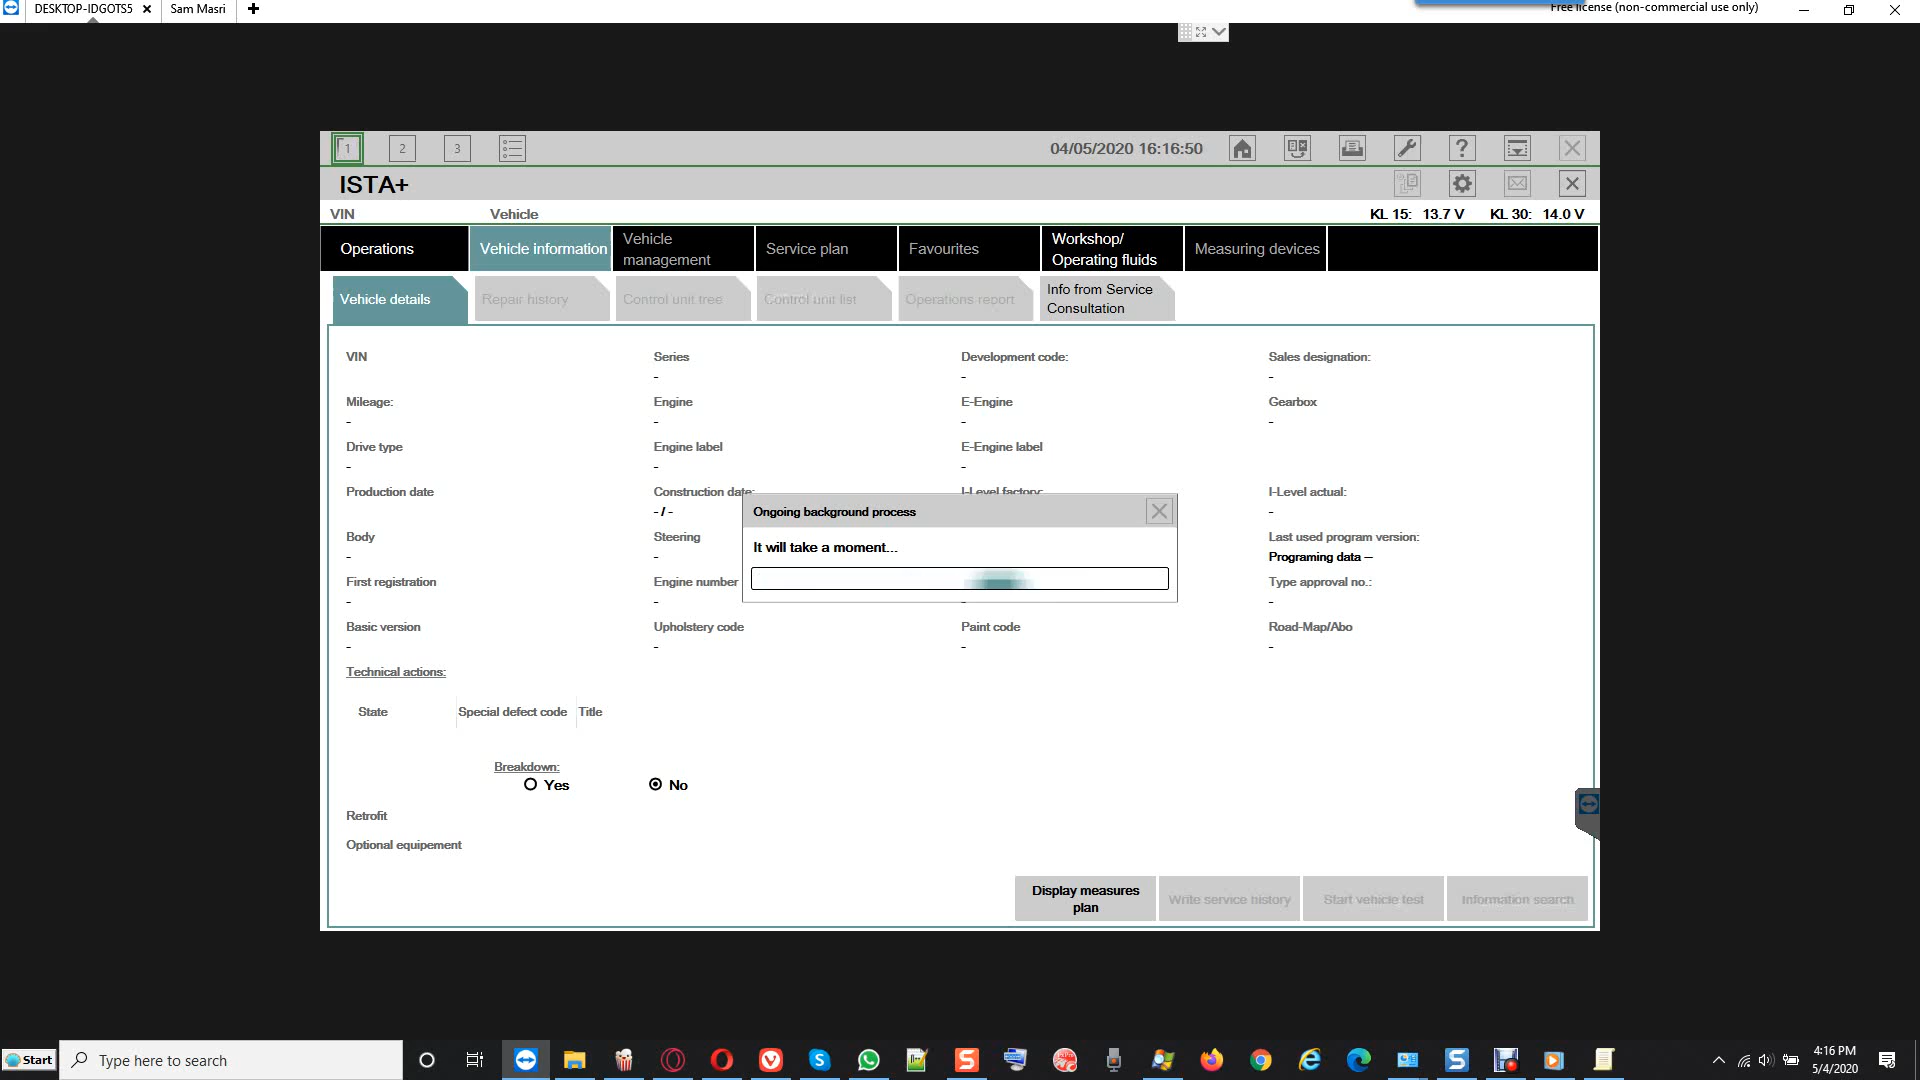 DESKTOP-IDGOTS5
Sam Masri
Free license (non-commercial use only)
1
2
3
04/05/2020 16:16:50
ISTA+
VIN
Vehicle
KL 15: 13.7 V
KL 30: 14.0 V
Operations
Vehicle information
Vehicle
management
Service plan
Favourites
Workshop/
Operating fluids
Measuring devices
Vehicle details
Repair history
Control unit tree
Control unit list
Operations report
Info from Service
Consultation
VIN
Series
Development code:
Sales designation:
-
-
-
Mileage:
Engine
E-Engine
Gearbox
-
-
-
-
Drive type
Engine label
E-Engine label
-
-
-
Production date
Construction date:
I-Level factory:
I-Level actual:
- / -
-
Ongoing background process
It will take a moment...
Body
Steering
Last used program version:
-
-
Programing data --
First registration
Engine number
Type approval no.:
-
-
-
-
Basic version
Upholstery code
Paint code
Road-Map/Abo
-
-
-
-
Technical actions:
State
Special defect code
Title
Breakdown:
Yes
No
Retrofit
Optional equipement
Display measures
plan
Write service history
Start vehicle test
Information search
Start
Type here to search
4:16 PM
5/4/2020